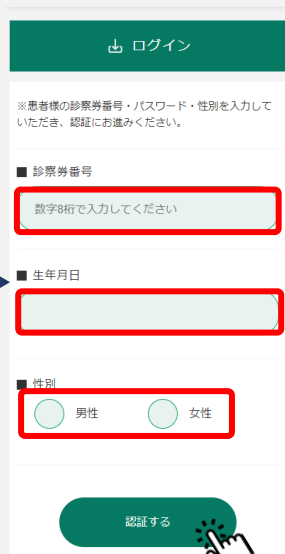 ログイン
※患者様の診察券番号・パスワード・性別を入力して
いただき、認証にお進みください。
■ 診察券番号
数字8桁で入力してください
■ 生年月日
■ 性別
男性 女性
認証する